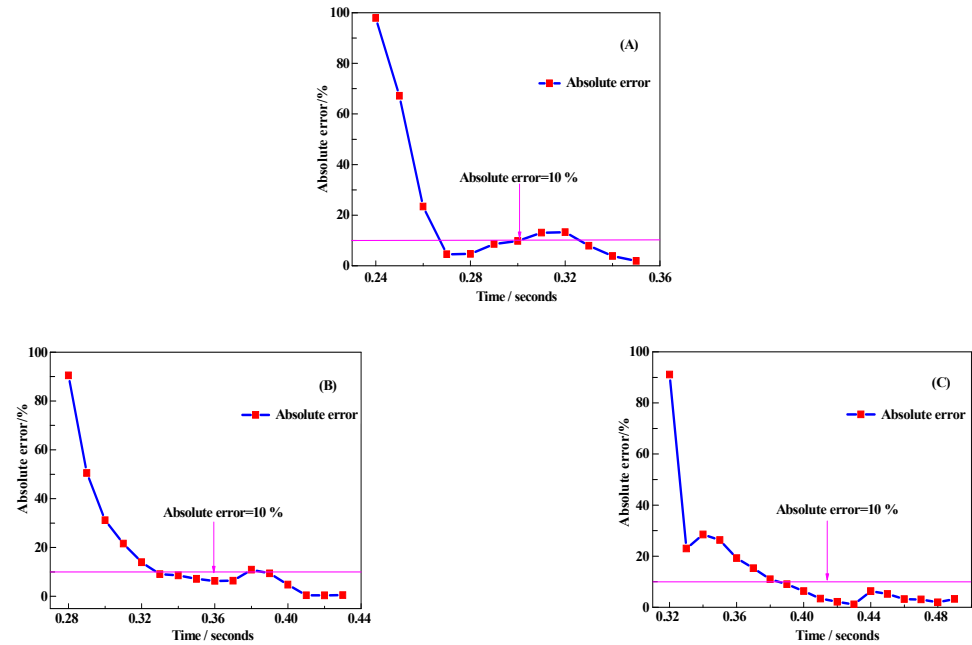 100
(A)
80
Absolute error
60
Absolute error/%
40
Absolute error=10 %
20
0
0.24 0.28 0.32 0.36
Time / seconds
100
(B)
80
Absolute error
60
Absolute error/%
40
Absolute error=10 %
20
0
0.28 0.32 0.36 0.40 0.44
Time / seconds
100
(C)
80
Absolute error
60
Absolute error/%
40
Absolute error=10 %
20
0
0.32 0.36 0.40 0.44 0.48
Time / seconds